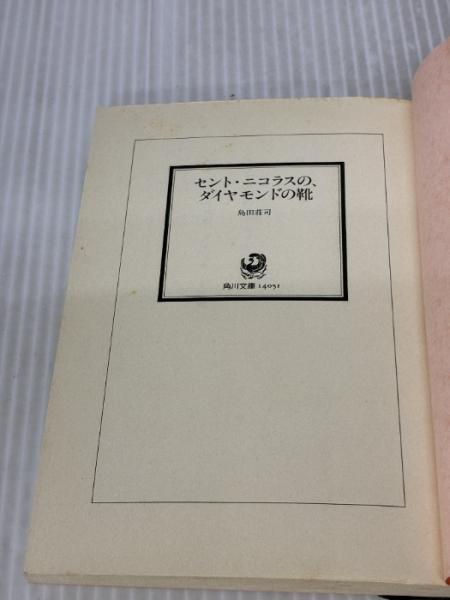 セント・ニコラスの、
ダイヤモンドの靴
島田荘司
角川文庫 14051